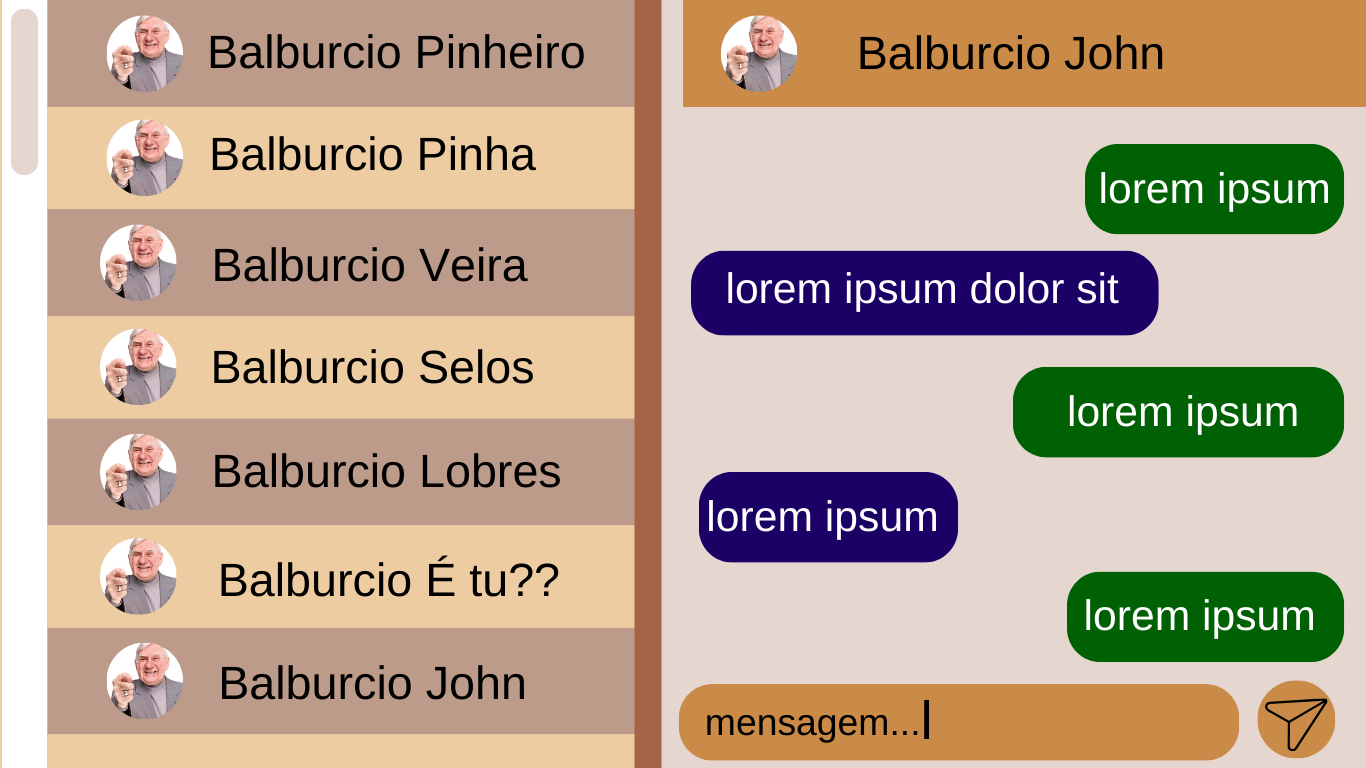 Balburcio Pinheiro
Balburcio Pinha
Balburcio Veira
Balburcio Selos
Balburcio Lobres
Balburcio É tu??
Balburcio John
Balburcio John
lorem ipsum
lorem ipsum dolor sit
lorem ipsum
lorem ipsum
lorem ipsum
mensagem...